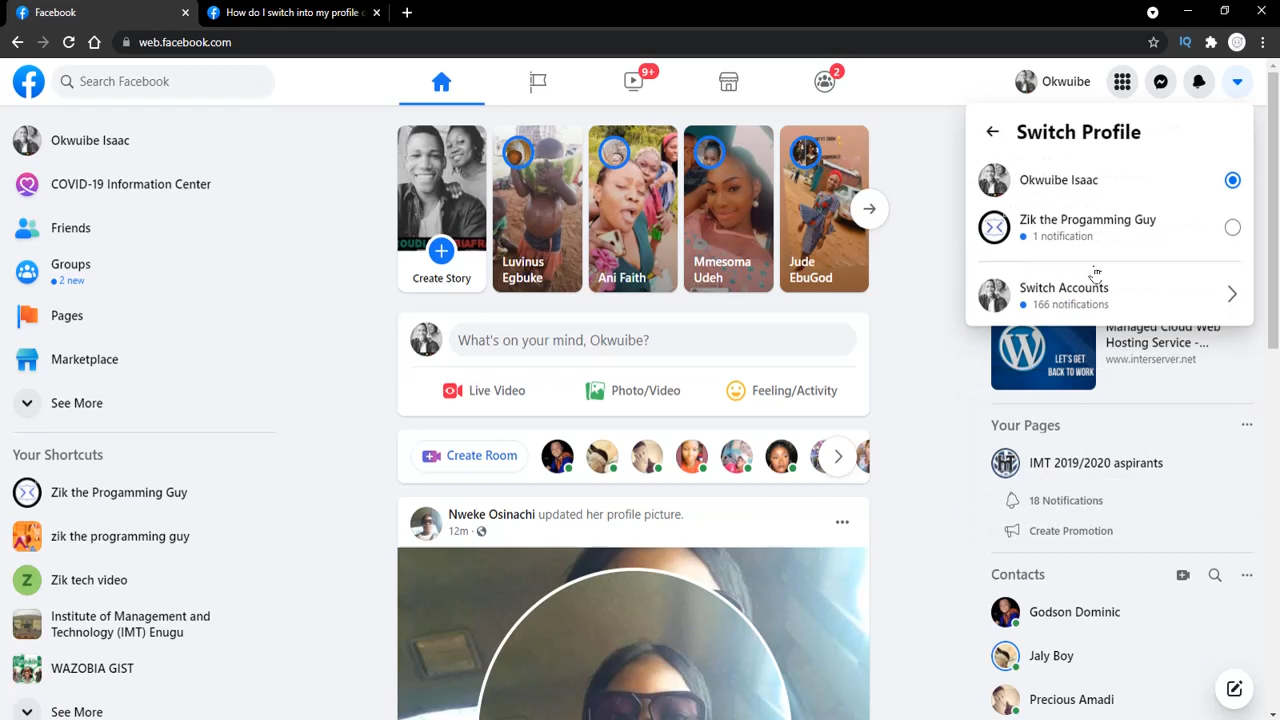 Facebook
How do I switch into my profile o
web.facebook.com
Search Facebook
9+
2
Okwuibe
Okwuibe Isaac
COVID-19 Information Center
Friends
Groups
2 new
Pages
Marketplace
See More
Your Shortcuts
Zik the Progamming Guy
zik the programming guy
Z
Zik tech video
Institute of Management and
Technology (IMT) Enugu
WAZOBIA GIST
See More
Create Story
Luvinus
Egbuke
Ani Faith
Mmesoma
Udeh
Jude
EbuGod
What's on your mind, Okwuibe?
Live Video
Photo/Video
Feeling/Activity
Create Room
Nweke Osinachi updated her profile picture.
12m ·
Switch Profile
Okwuibe Isaac
Zik the Progamming Guy
1 notification
Switch Accounts
166 notifications
LET'S GET
BACK TO WORK
Managed Cloud Web
Hosting Service -...
www.interserver.net
Your Pages
IMT 2019/2020 aspirants
18 Notifications
Create Promotion
Contacts
Godson Dominic
Jaly Boy
Precious Amadi